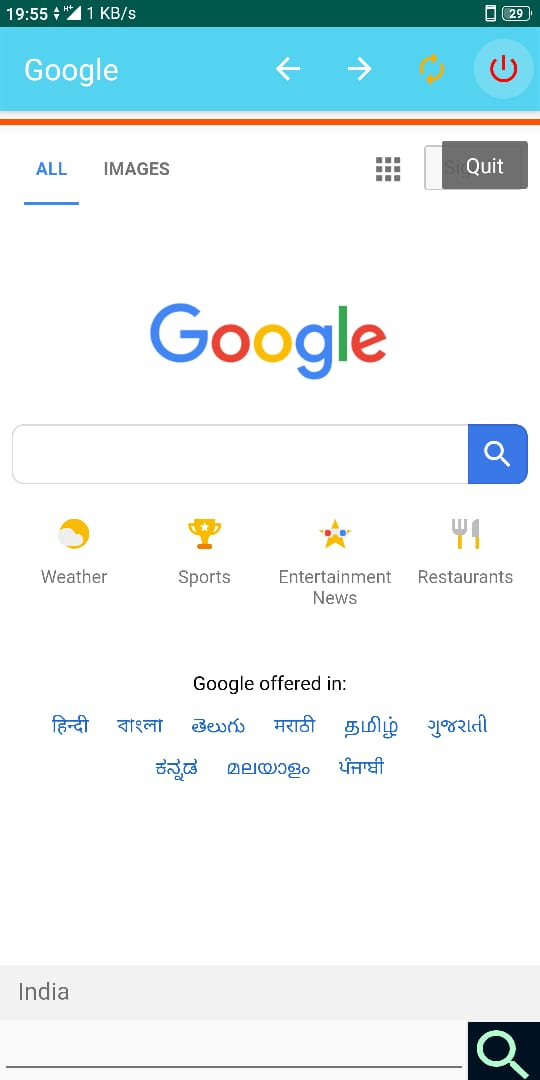 19:55 1 KB/s 29
Google
ALL IMAGES Quit
Google
Weather Sports Entertainment News Restaurants
Google offered in:
हिन्दी বাংলা తెలుగు मराठी தமிழ் ગુજરાતી
ಕನ್ನಡ മലയാളം ਪੰਜਾਬੀ
India